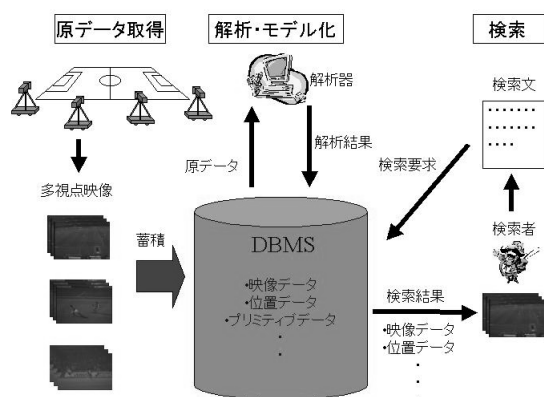 原データ取得
解析・モデル化
検索
解析器
検索文
原データ
解析結果
検索要求
多視点映像
検索者
蓄積
DBMS
・映像データ
・位置データ
・プリミティブデータ
・
・
検索結果
・映像データ
・位置データ
・
・